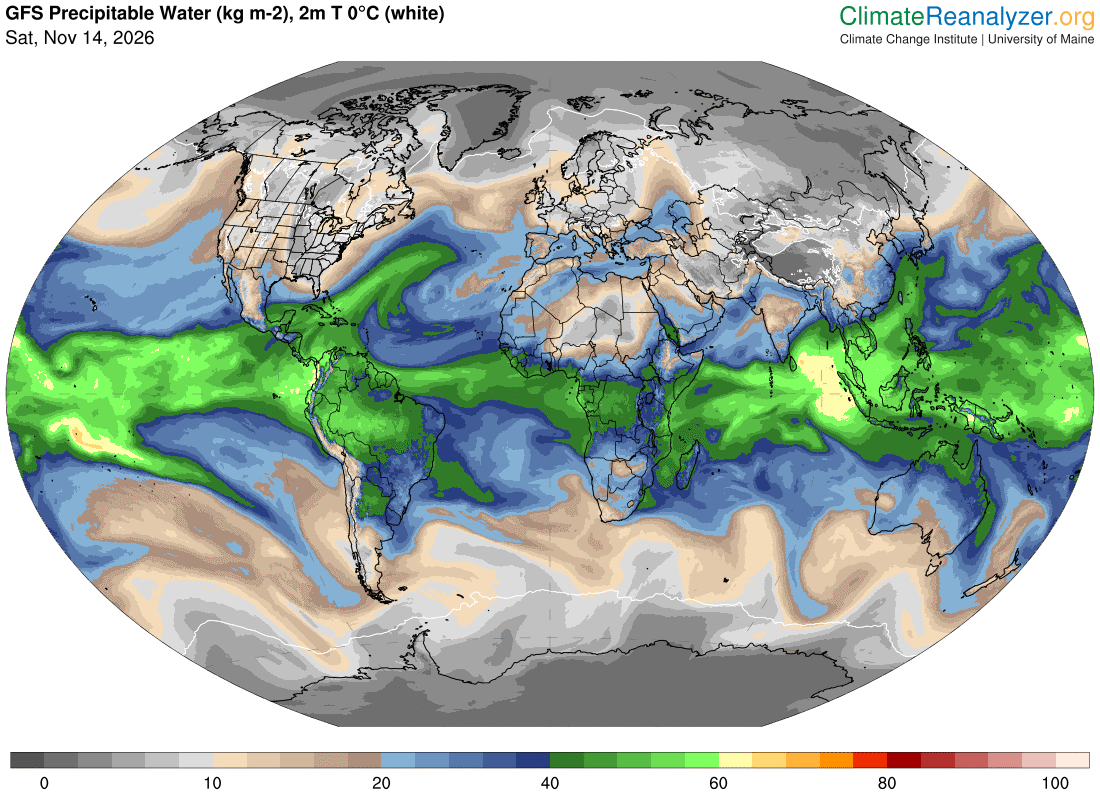 GFS Precipitable Water (kg m-2), 2m T 0°C (white)
Sat, Nov 14, 2026
ClimateReanalyzer.org
Climate Change Institute | University of Maine
0 10 20 40 60 80 100